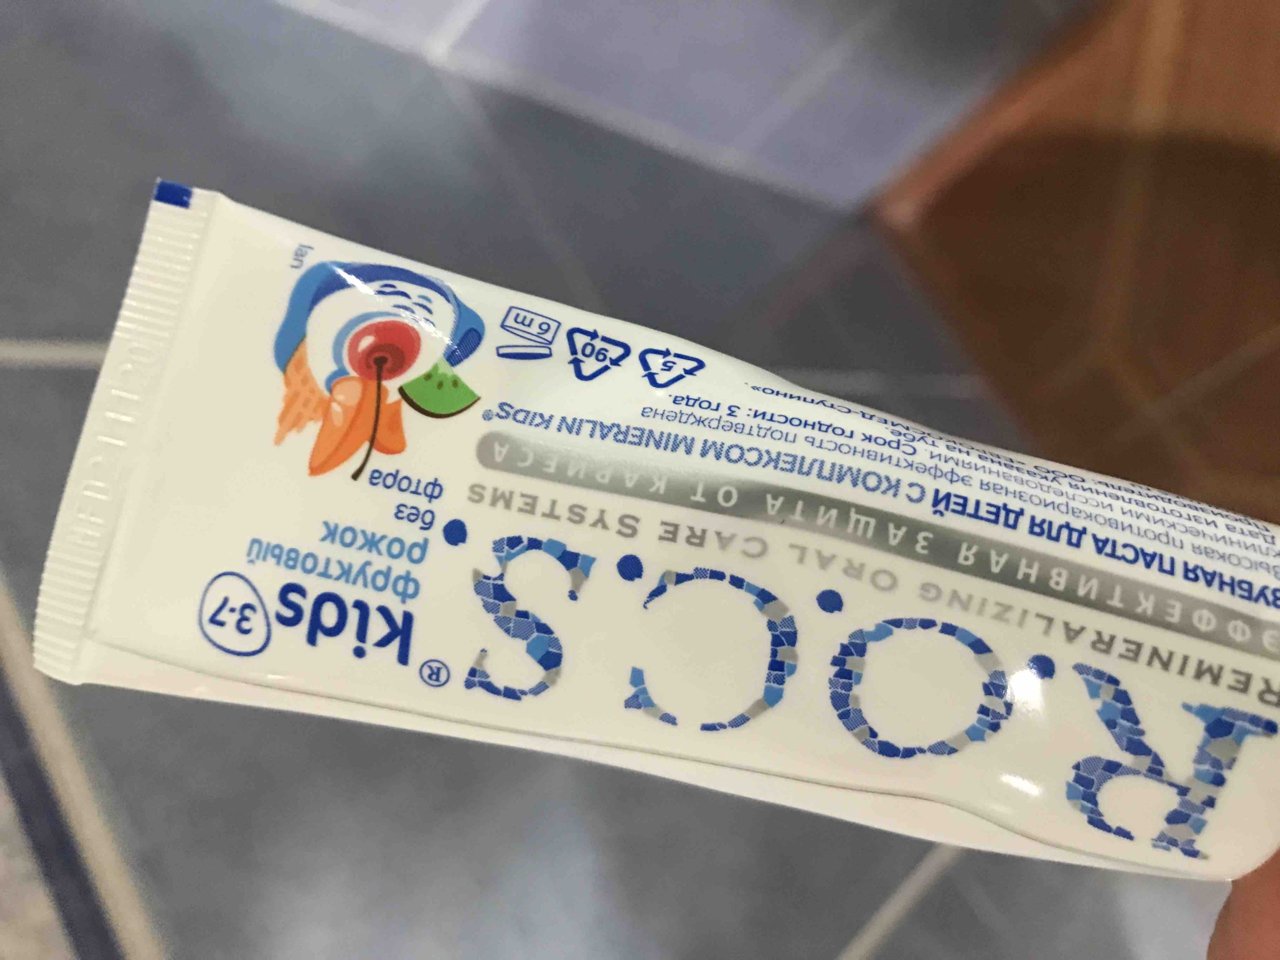 R.O.C.S.®
kids 3-7
фруктовый
рожок
без
фтора
REMINERALIZING ORAL CARE SYSTEMS
ЭФФЕКТИВНАЯ ЗАЩИТА ОТ КАРИЕСА
ЗУБНАЯ ПАСТА ДЛЯ ДЕТЕЙ С КОМПЛЕКСОМ MINERALIN KIDS®
Высокая противокариозная эффективность подтверждена
клиническими исследованиями. Срок годности: 3 года.
Дата изготовления указана на тубе.
6 m
90
5
lan